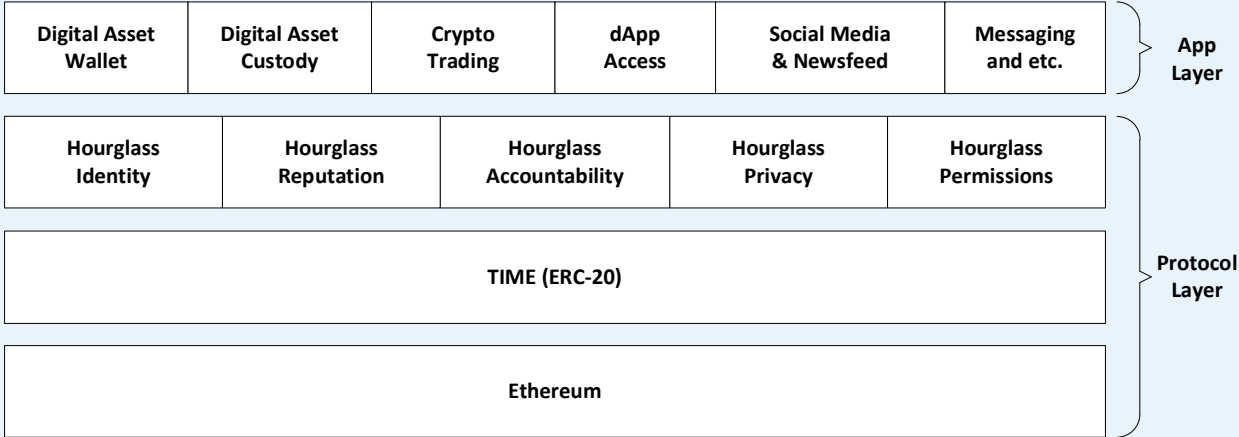 Digital Asset
Wallet
Digital Asset
Custody
Crypto
Trading
dApp
Access
Social Media
& Newsfeed
Messaging
and etc.
App
Layer
Hourglass
Identity
Hourglass
Reputation
Hourglass
Accountability
Hourglass
Privacy
Hourglass
Permissions
TIME (ERC-20)
Protocol
Layer
Ethereum